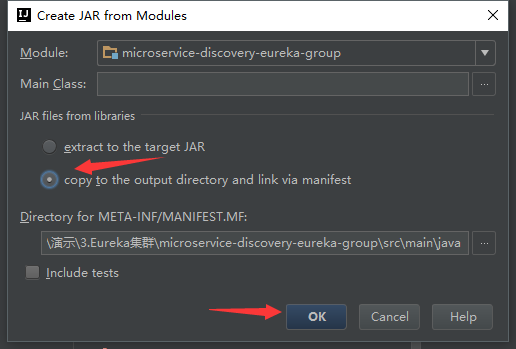 Create JAR from Modules
Module: microservice-discovery-eureka-group
Main Class: ...
JAR files from libraries
extract to the target JAR
copy to the output directory and link via manifest
Directory for META-INF/MANIFEST.MF:
\演示\3.Eureka集群\microservice-discovery-eureka-group\src\main\java ...
Include tests
OK Cancel Help